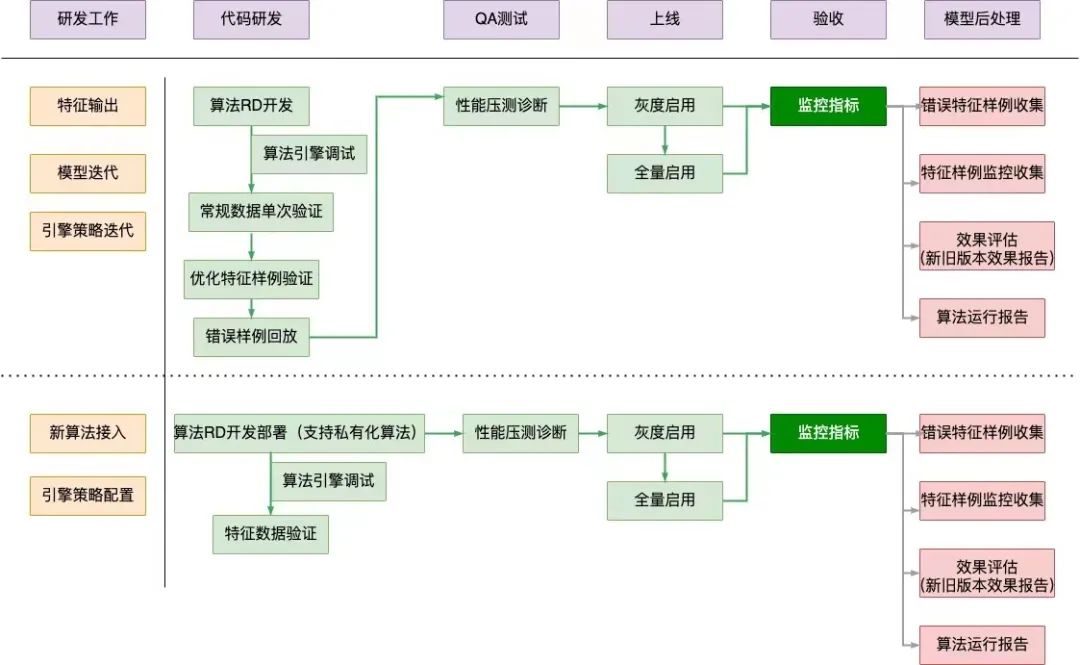 研发工作
代码研发
QA测试
上线
验收
模型后处理
特征输出
模型迭代
引擎策略迭代
算法RD开发
算法引擎调试
常规数据单次验证
优化特征样例验证
错误样例回放
性能压测诊断
灰度启用
全量启用
监控指标
错误特征样例收集
特征样例监控收集
效果评估
(新旧版本效果报告)
算法运行报告
新算法接入
引擎策略配置
算法RD开发部署（支持私有化算法）
算法引擎调试
特征数据验证
性能压测诊断
灰度启用
全量启用
监控指标
错误特征样例收集
特征样例监控收集
效果评估
(新旧版本效果报告)
算法运行报告